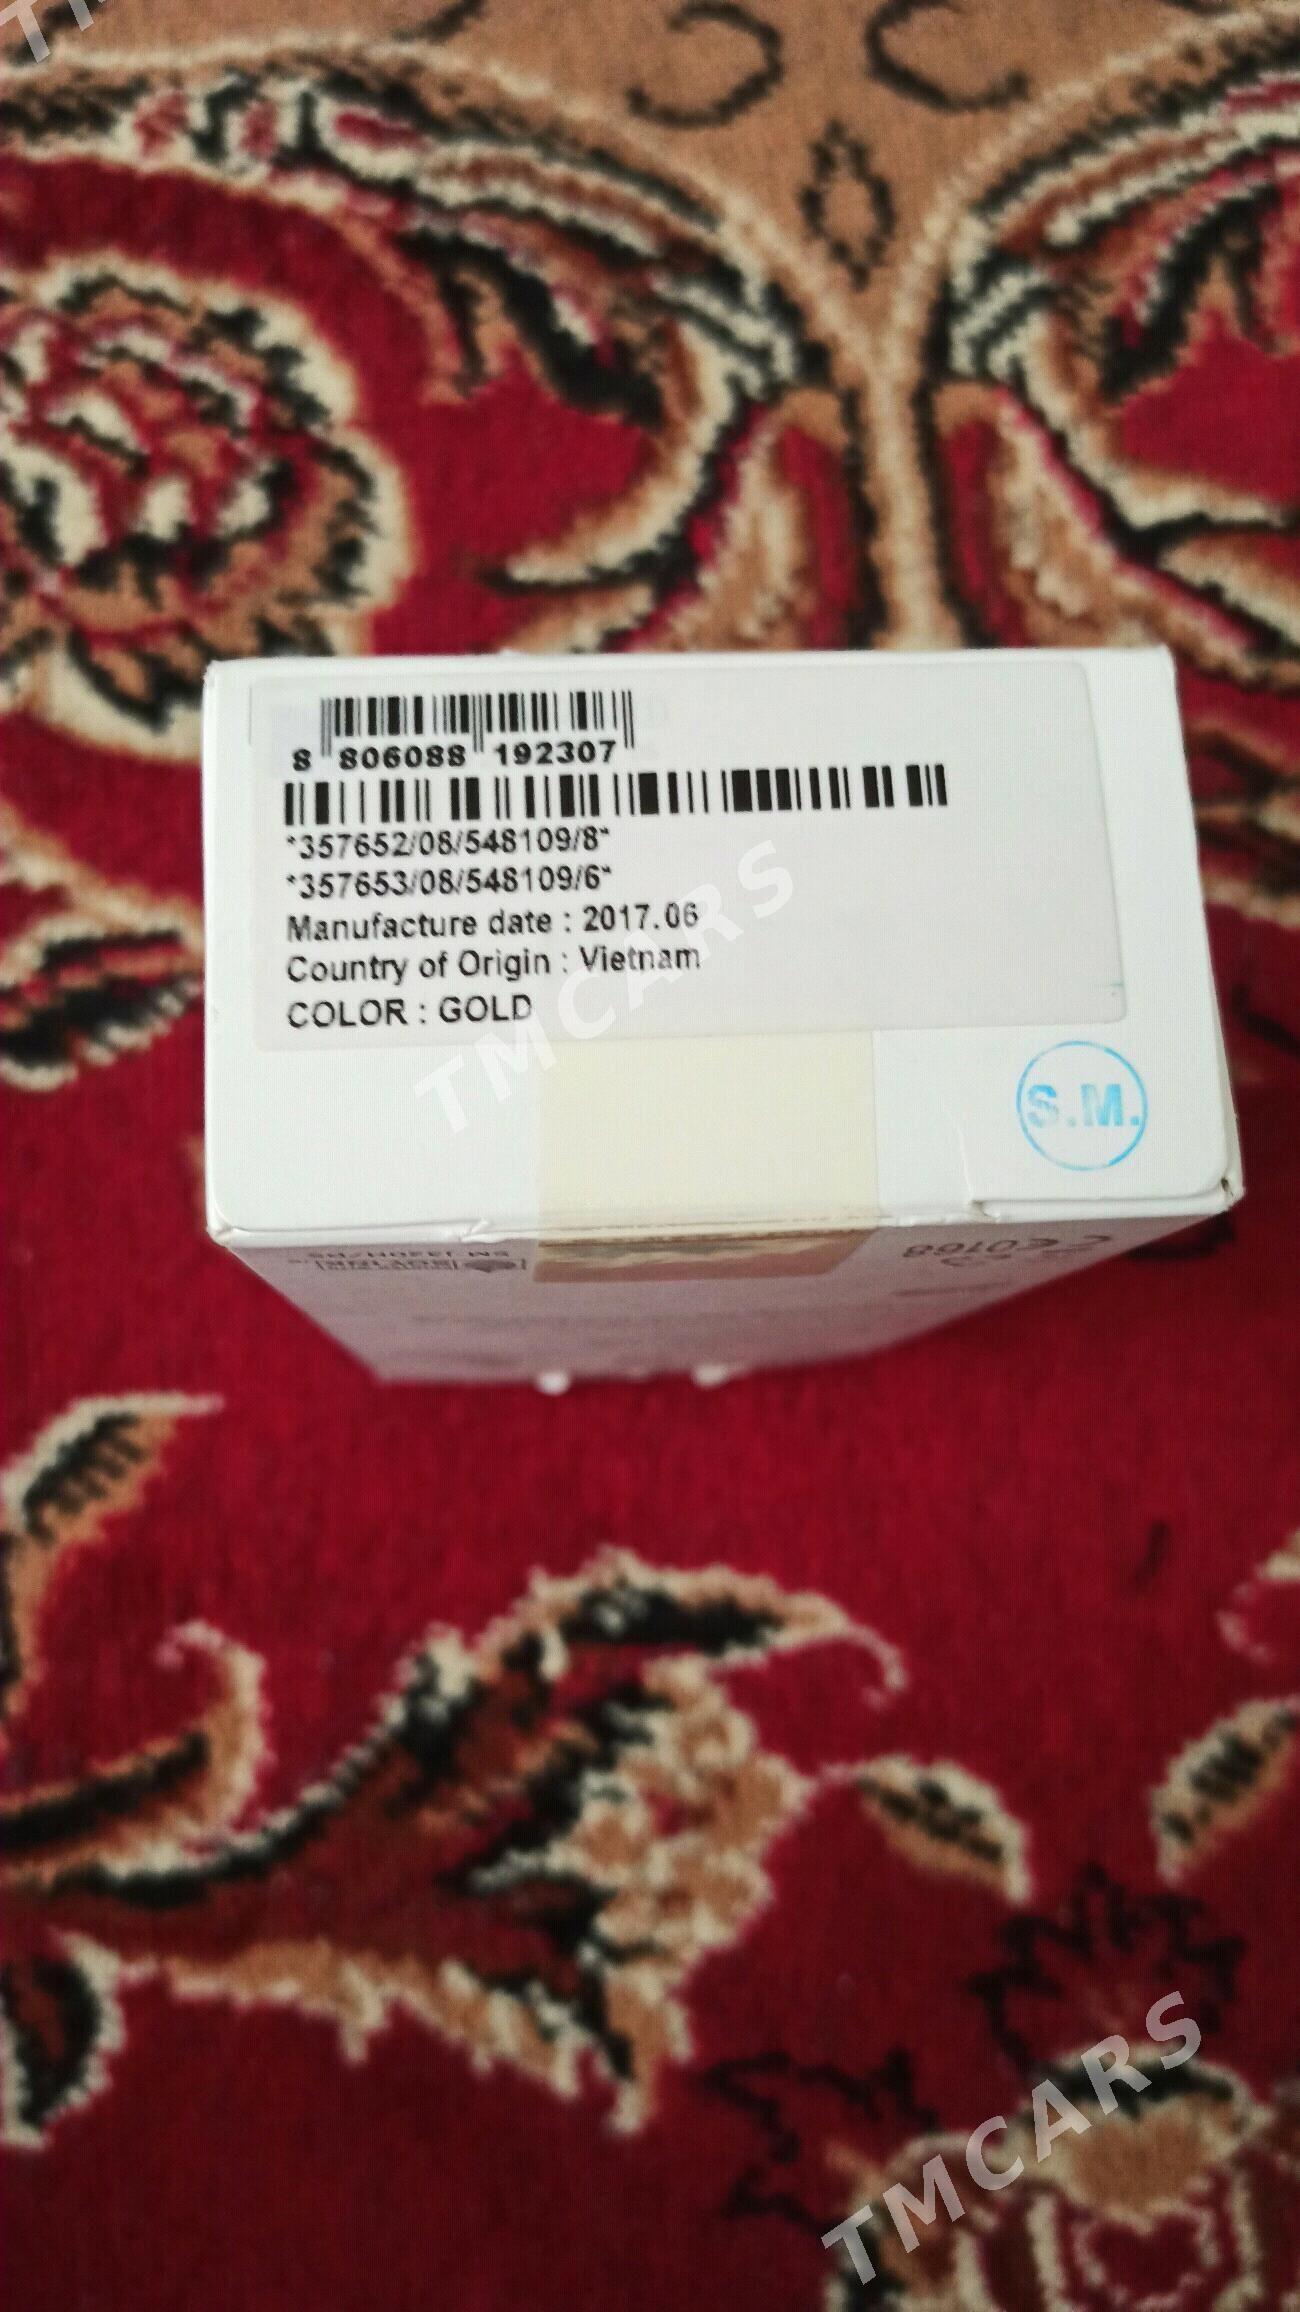 8 806088 192307
*357652/08/548109/8*
*357653/08/548109/6*
Manufacture date : 2017.06
Country of Origin : Vietnam
COLOR : GOLD
TMCARS
S.M.
0168
TMCARS